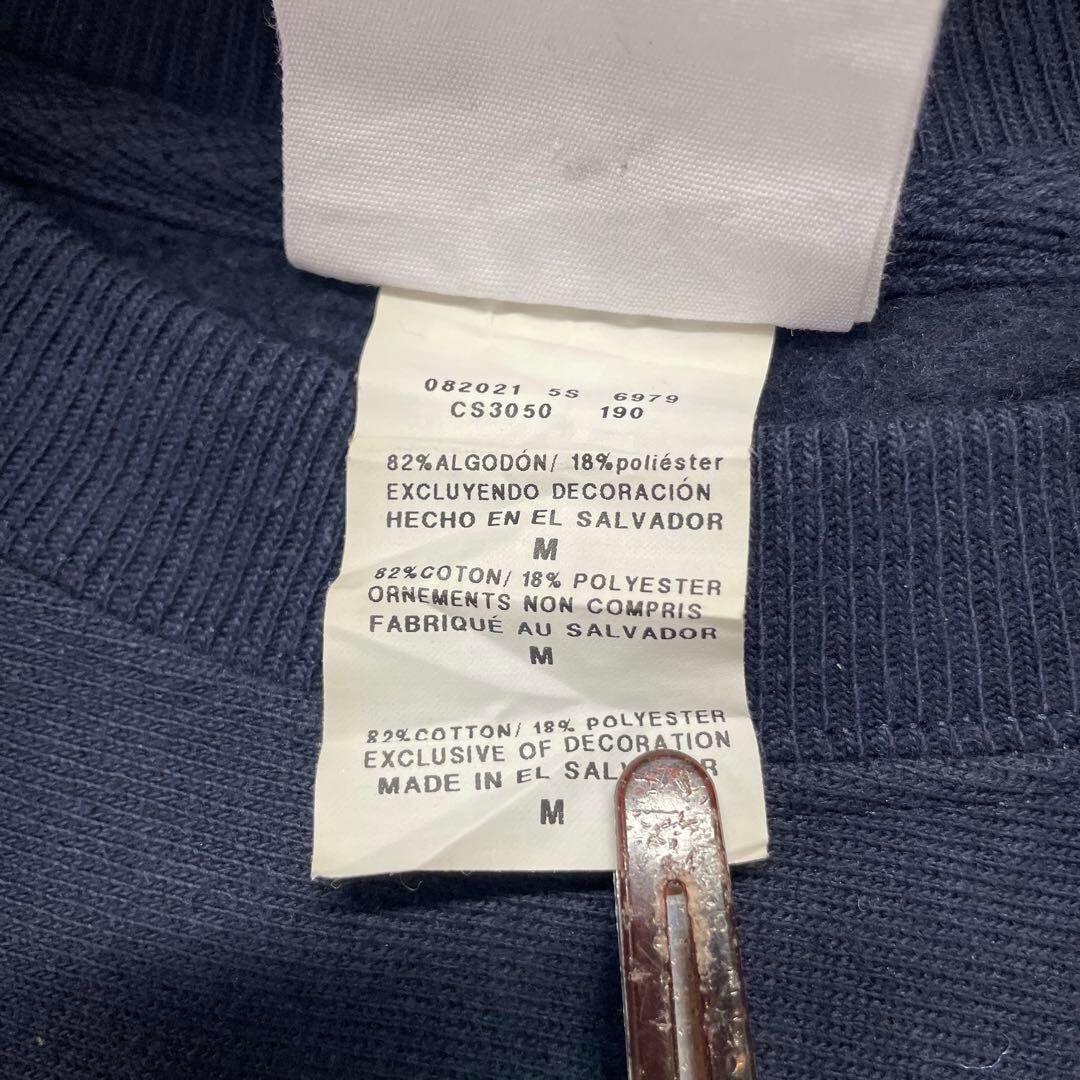 082021 5S 6979
CS3050 190
82%ALGODÓN/ 18%poliéster
EXCLUYENDO DECORACIÓN
HECHO EN EL SALVADOR
M
82%COTON/ 18% POLYESTER
ORNEMENTS NON COMPRIS
FABRIQUÉ AU SALVADOR
M
82%COTTON/ 18% POLYESTER
EXCLUSIVE OF DECORATION
MADE IN EL SALVADOR
M